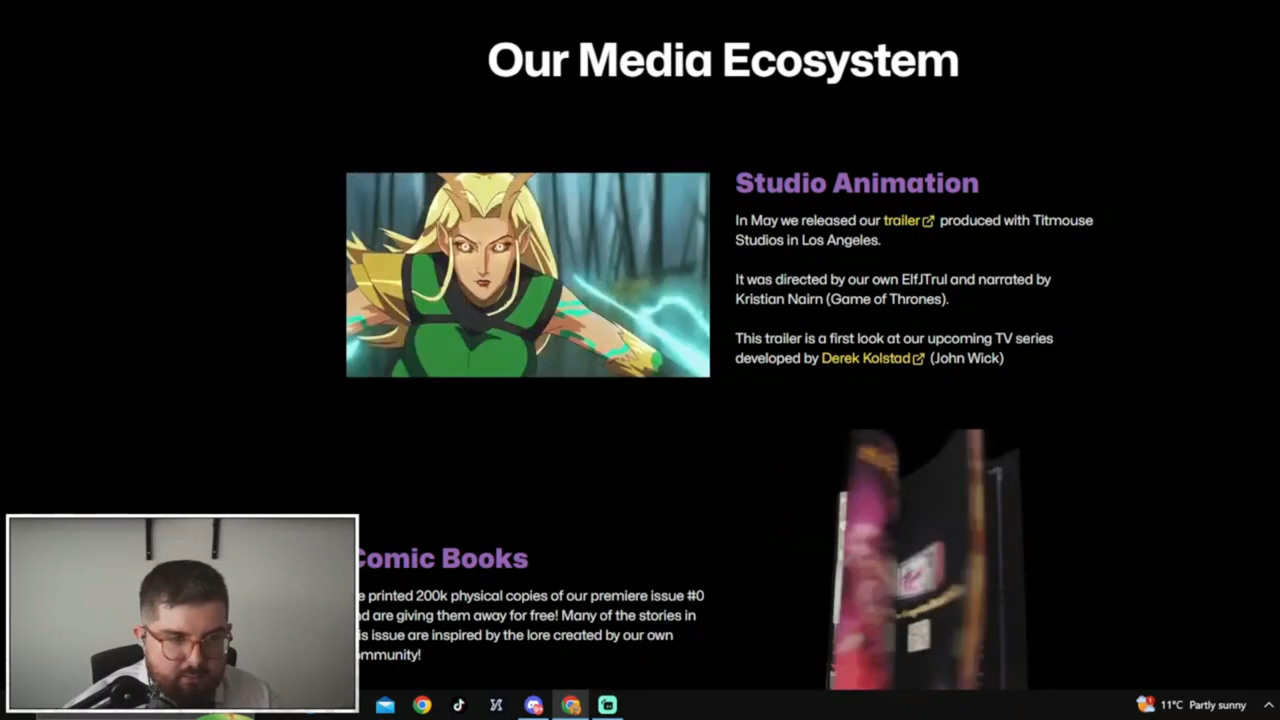 Our Media Ecosystem
Studio Animation
In May we released our trailer produced with Titmouse
Studios in Los Angeles.
It was directed by our own ElfJTrul and narrated by
Kristian Nairn (Game of Thrones).
This trailer is a first look at our upcoming TV series
developed by Derek Kolstad (John Wick)
Comic Books
printed 200k physical copies of our premiere issue #0
and are giving them away for free! Many of the stories in
issue are inspired by the lore created by our own
community!
11°C Partly sunny